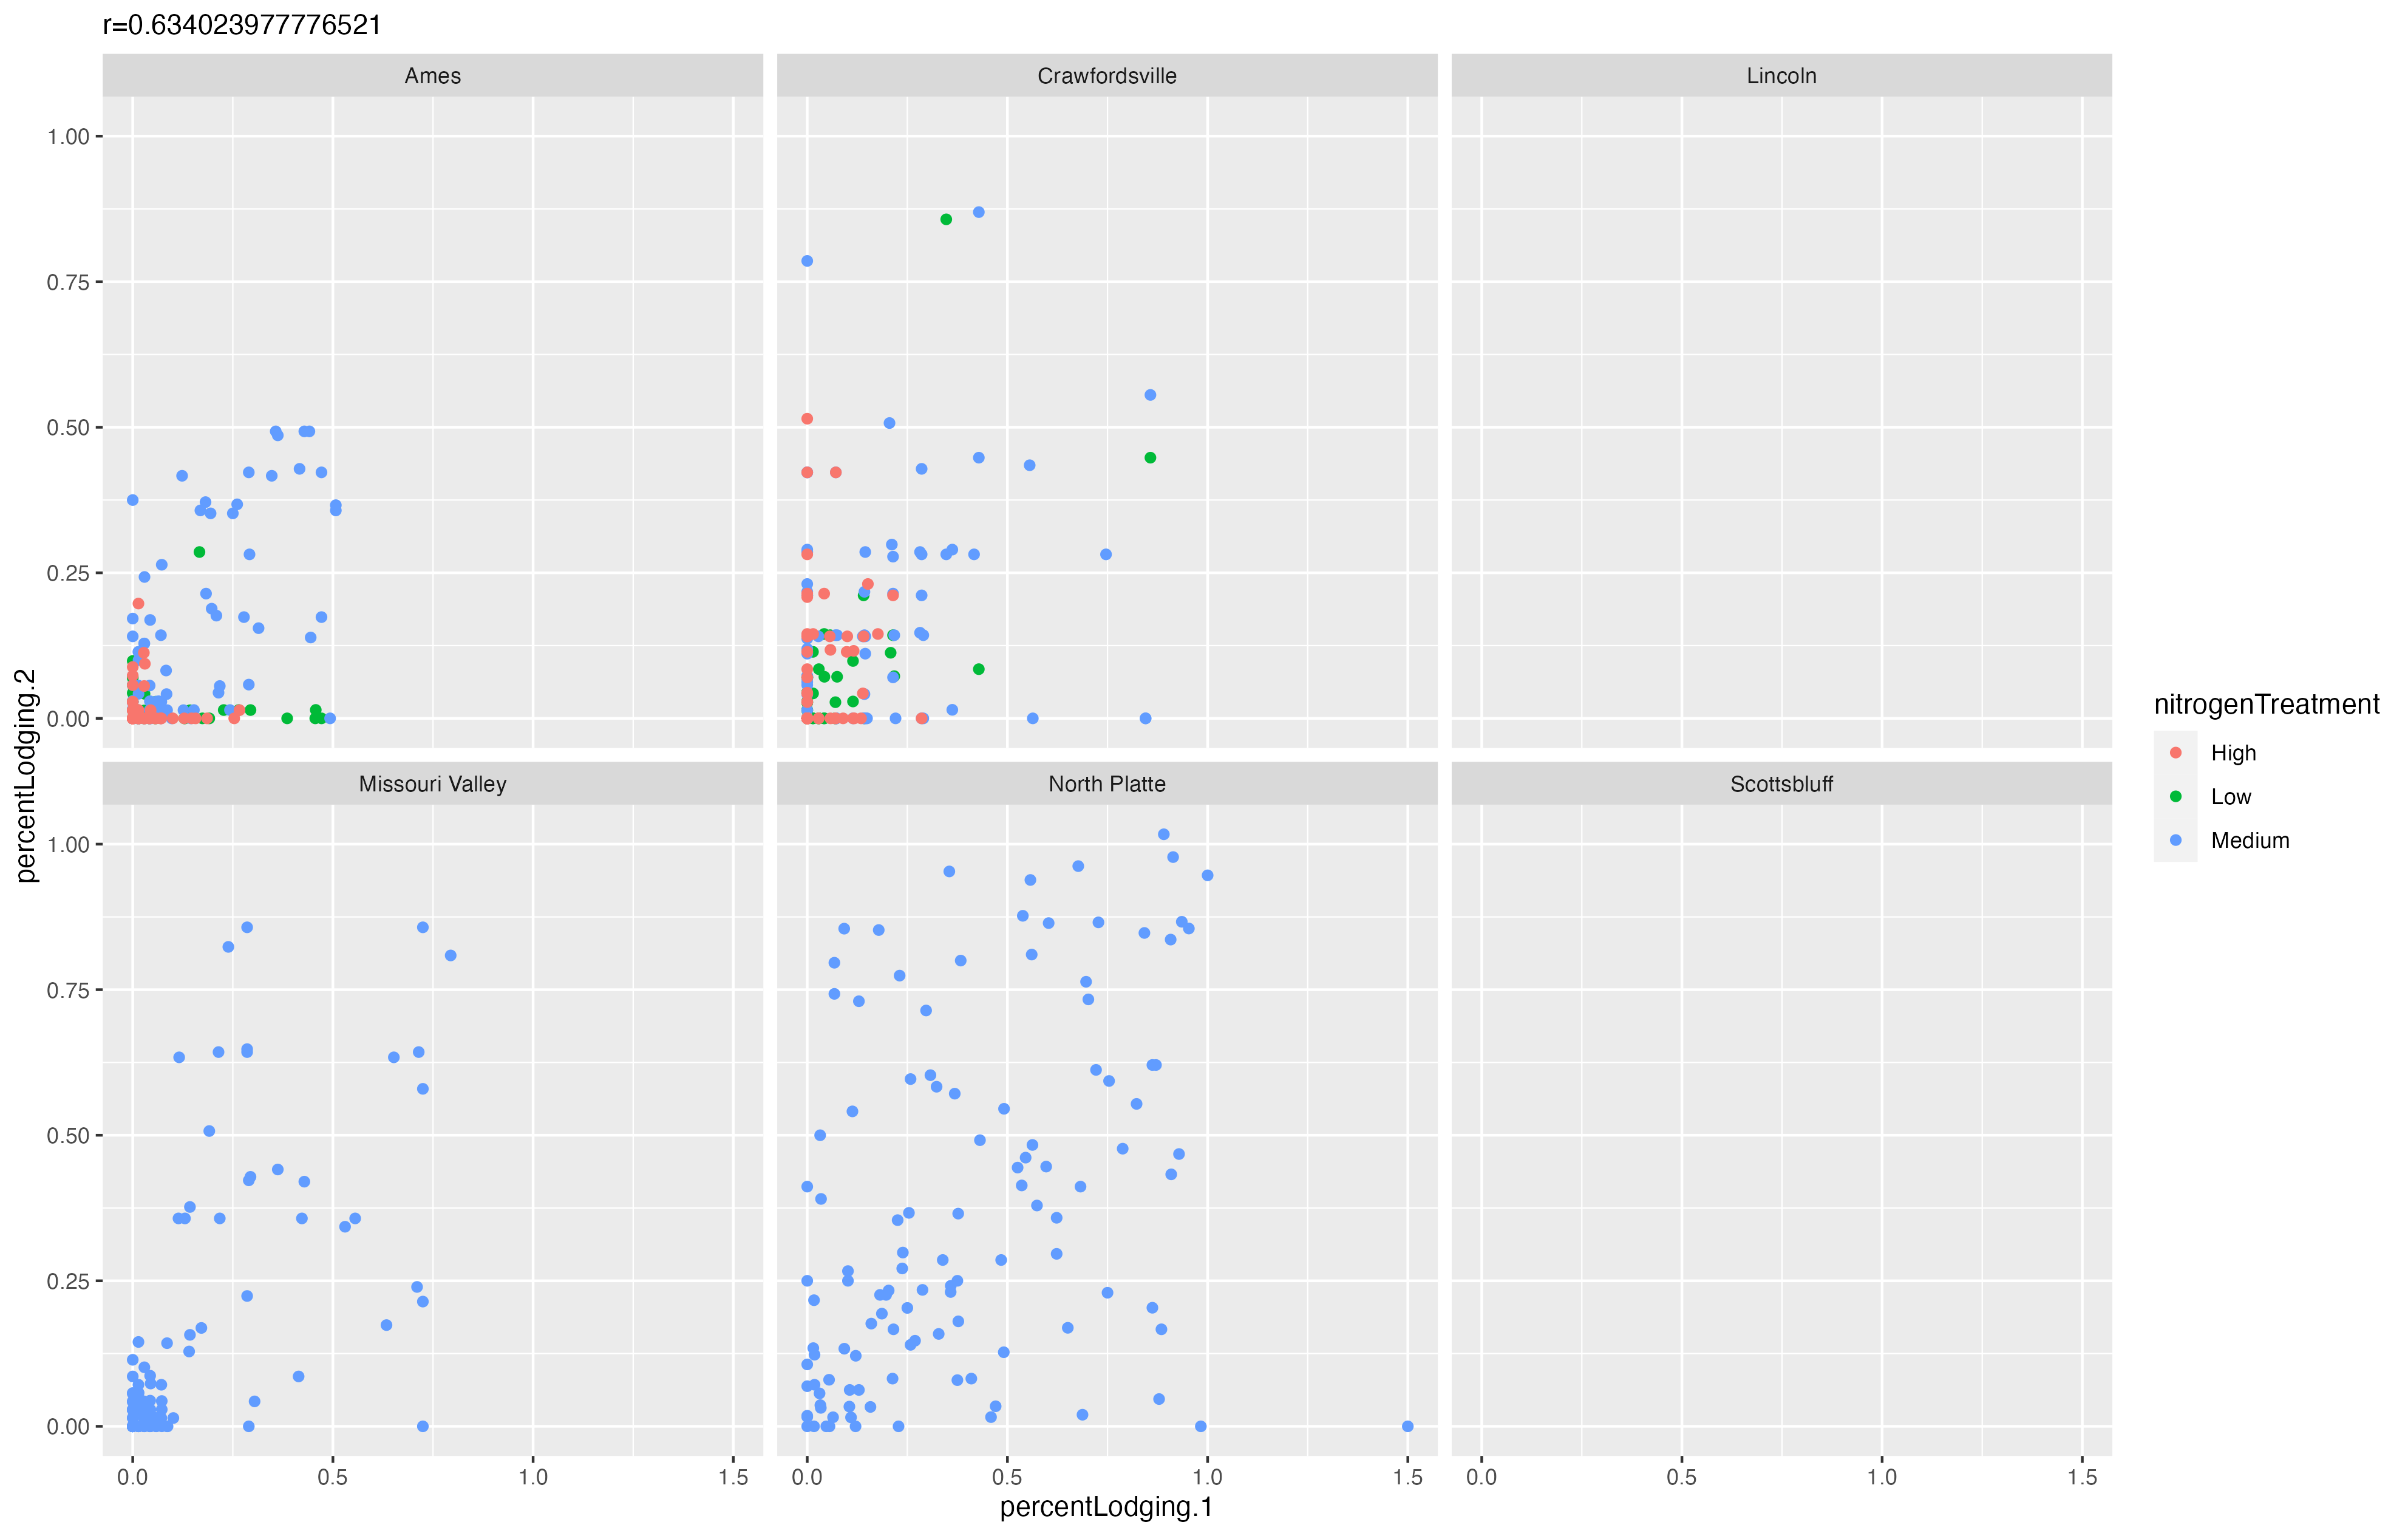 r=0.634023977776521
Ames
Crawfordsville
Lincoln
1.00
0.75
0.50
0.25
0.00
Missouri Valley
North Platte
Scottsbluff
1.00
0.75
0.50
0.25
0.00
0.0 0.5 1.0 1.5
0.0 0.5 1.0 1.5
0.0 0.5 1.0 1.5
percentLodging.1
percentLodging.2
nitrogenTreatment
High
Low
Medium